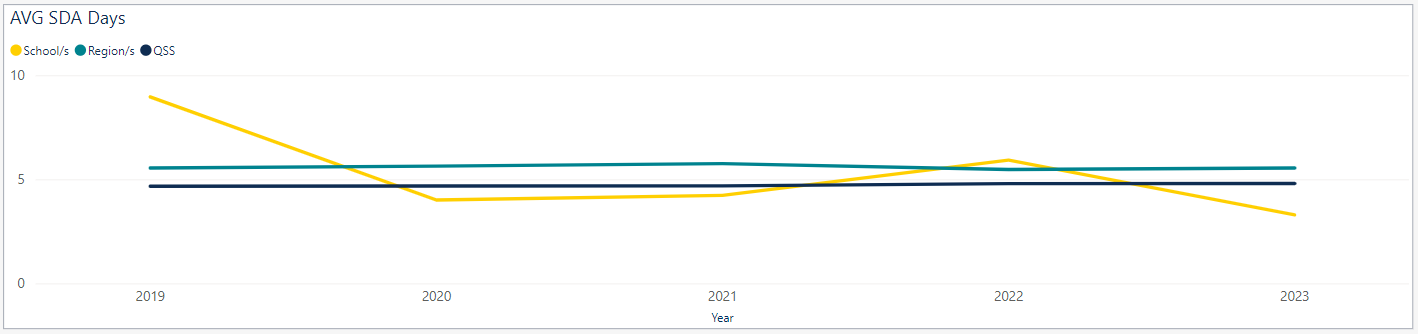 AVG SDA Days
School/s Region/s QSS
10
5
0
2019 2020 2021 2022 2023
Year